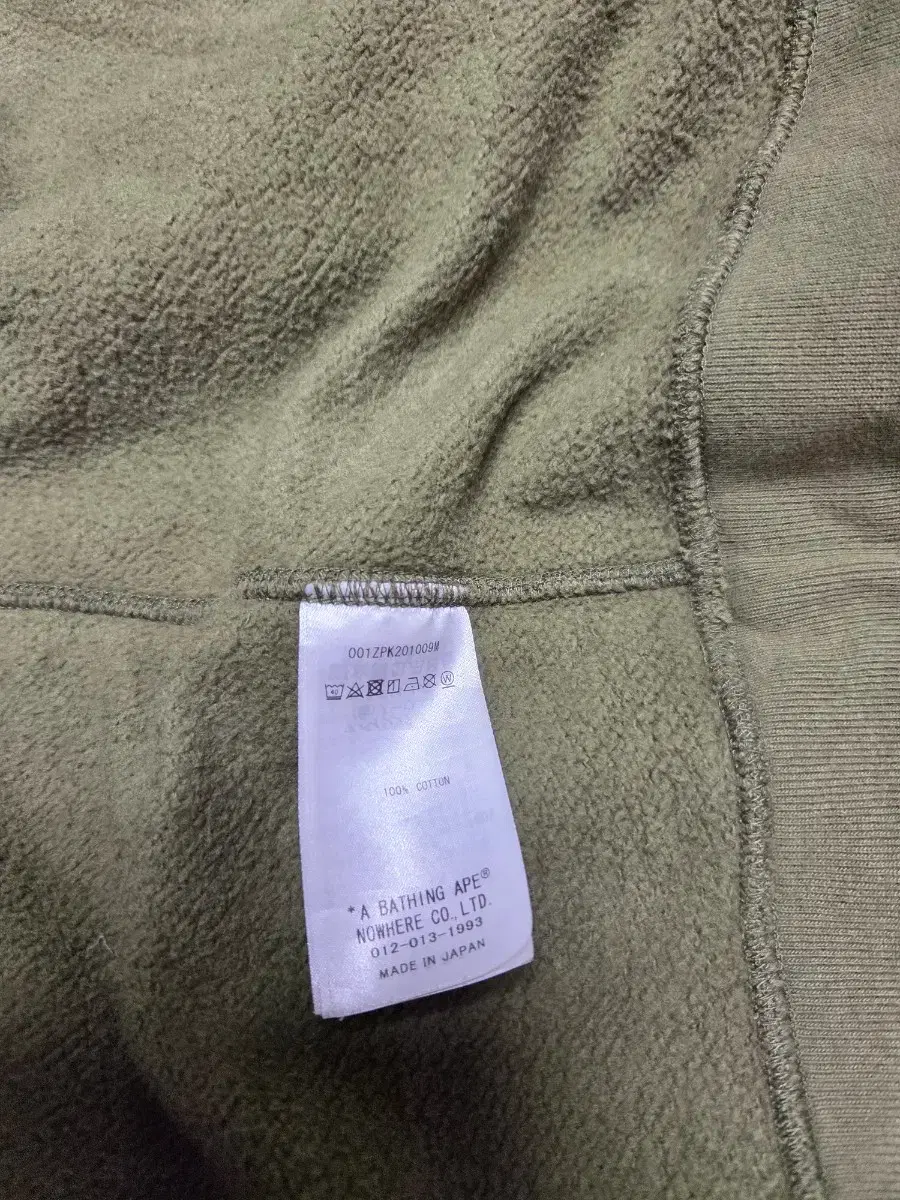 001ZPK201009M
100% COTTON
*A BATHING APE®
NOWHERE CO.,LTD.
012-013-1993
MADE IN JAPAN